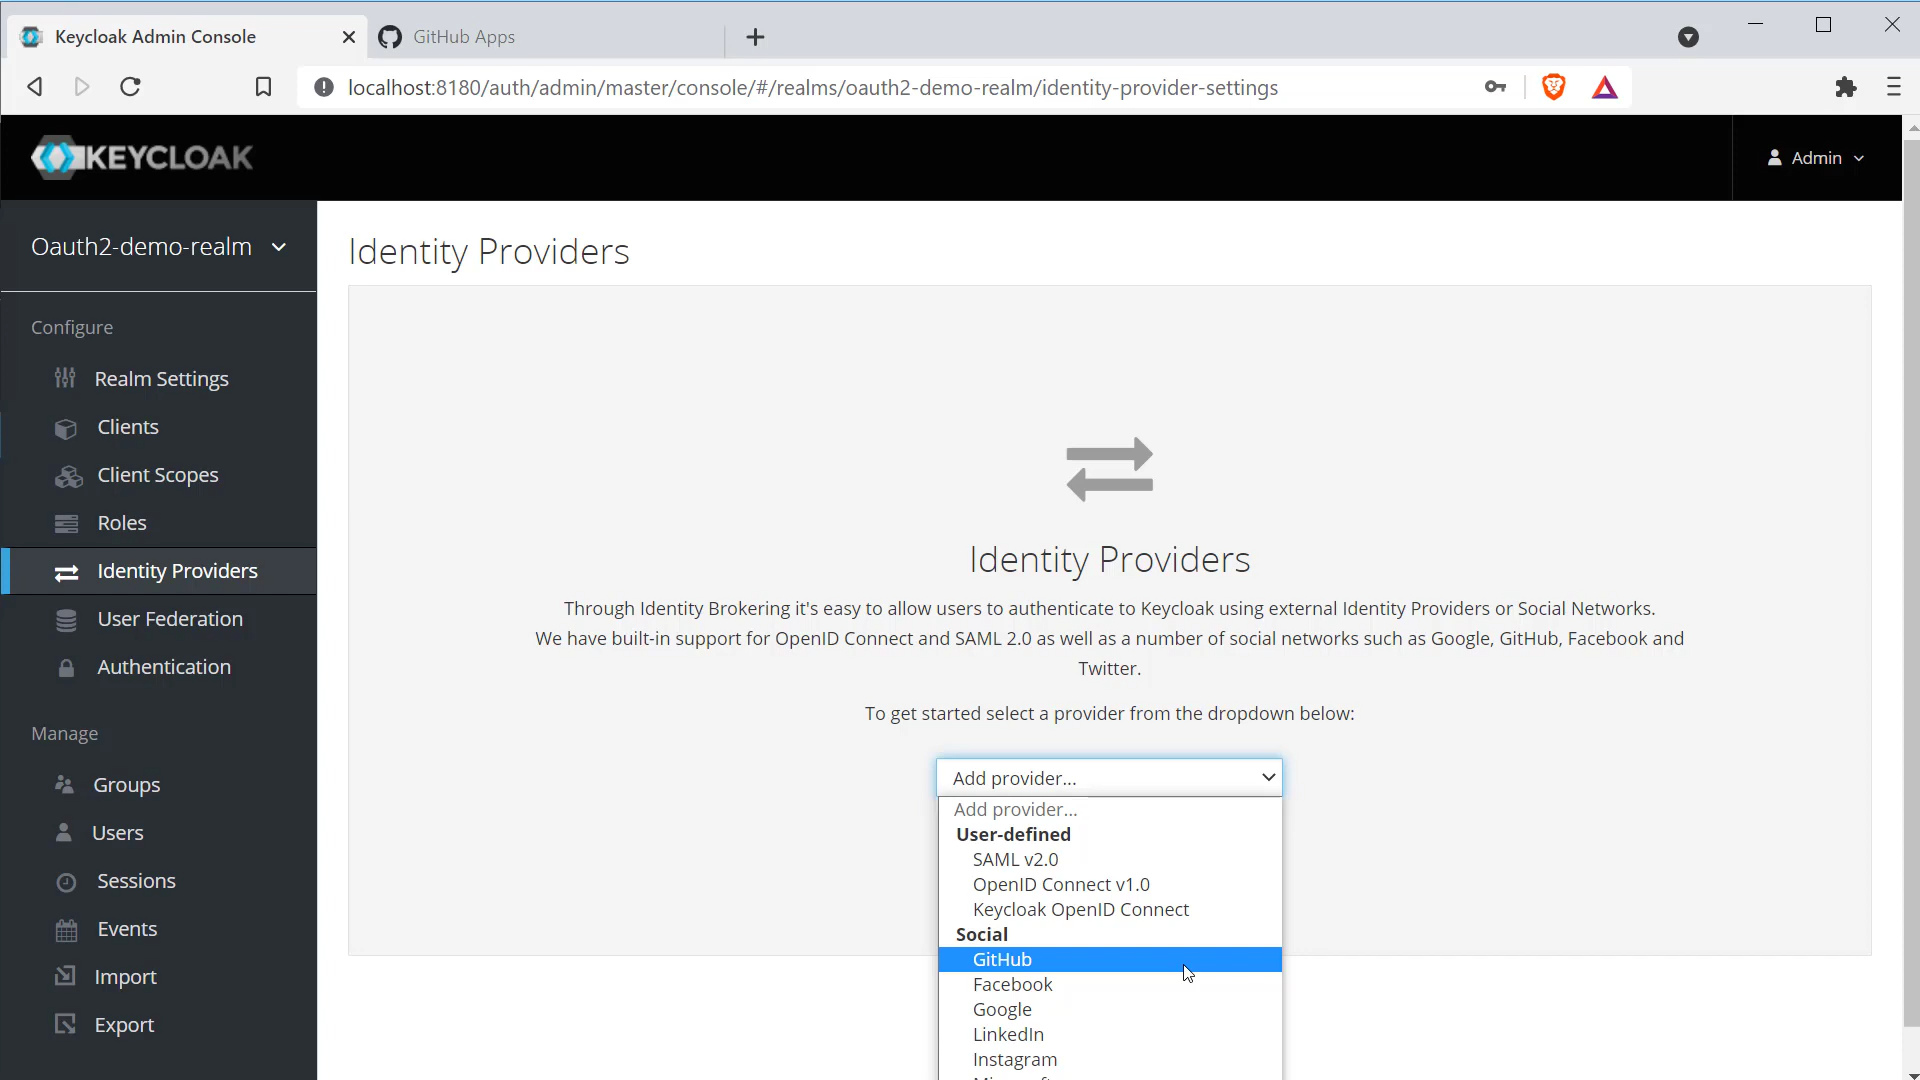 Keycloak Admin Console
GitHub Apps
localhost:8180/auth/admin/master/console/#/realms/oauth2-demo-realm/identity-provider-settings
KEYCLOAK
Admin
Oauth2-demo-realm
Configure
Realm Settings
Clients
Client Scopes
Roles
Identity Providers
User Federation
Authentication
Manage
Groups
Users
Sessions
Events
Import
Export
Identity Providers
Identity Providers
Through Identity Brokering it's easy to allow users to authenticate to Keycloak using external Identity Providers or Social Networks.
We have built-in support for OpenID Connect and SAML 2.0 as well as a number of social networks such as Google, GitHub, Facebook and
Twitter.
To get started select a provider from the dropdown below:
Add provider...
Add provider...
User-defined
SAML v2.0
OpenID Connect v1.0
Keycloak OpenID Connect
Social
GitHub
Facebook
Google
LinkedIn
Instagram